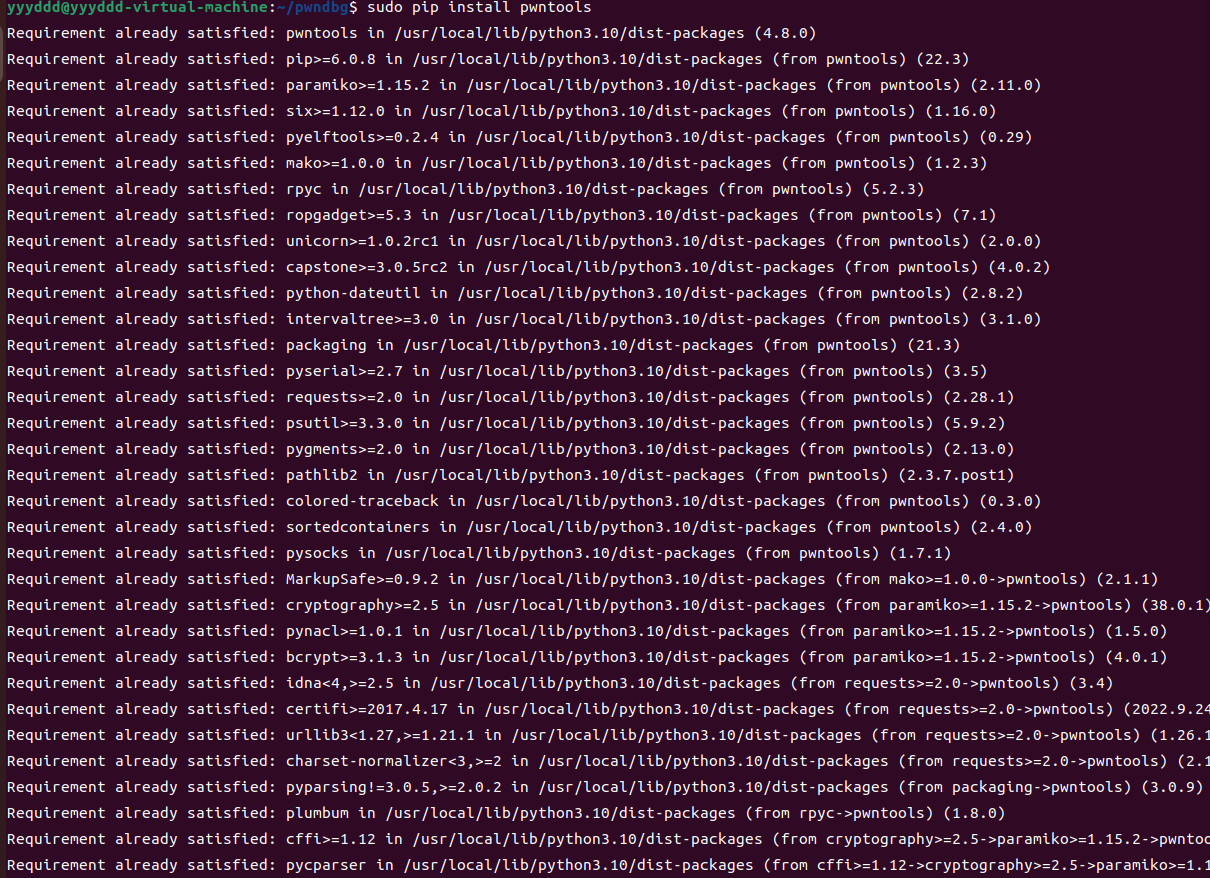 yyyddd@yyyddd-virtual-machine:~/pwndbg$ sudo pip install pwntools
Requirement already satisfied: pwntools in /usr/local/lib/python3.10/dist-packages (4.8.0)
Requirement already satisfied: pip>=6.0.8 in /usr/local/lib/python3.10/dist-packages (from pwntools) (22.3)
Requirement already satisfied: paramiko>=1.15.2 in /usr/local/lib/python3.10/dist-packages (from pwntools) (2.11.0)
Requirement already satisfied: six>=1.12.0 in /usr/local/lib/python3.10/dist-packages (from pwntools) (1.16.0)
Requirement already satisfied: pyelftools>=0.2.4 in /usr/local/lib/python3.10/dist-packages (from pwntools) (0.29)
Requirement already satisfied: mako>=1.0.0 in /usr/local/lib/python3.10/dist-packages (from pwntools) (1.2.3)
Requirement already satisfied: rpyc in /usr/local/lib/python3.10/dist-packages (from pwntools) (5.2.3)
Requirement already satisfied: ropgadget>=5.3 in /usr/local/lib/python3.10/dist-packages (from pwntools) (7.1)
Requirement already satisfied: unicorn>=1.0.2rc1 in /usr/local/lib/python3.10/dist-packages (from pwntools) (2.0.0)
Requirement already satisfied: capstone>=3.0.5rc2 in /usr/local/lib/python3.10/dist-packages (from pwntools) (4.0.2)
Requirement already satisfied: python-dateutil in /usr/local/lib/python3.10/dist-packages (from pwntools) (2.8.2)
Requirement already satisfied: intervaltree>=3.0 in /usr/local/lib/python3.10/dist-packages (from pwntools) (3.1.0)
Requirement already satisfied: packaging in /usr/local/lib/python3.10/dist-packages (from pwntools) (21.3)
Requirement already satisfied: pyserial>=2.7 in /usr/local/lib/python3.10/dist-packages (from pwntools) (3.5)
Requirement already satisfied: requests>=2.0 in /usr/local/lib/python3.10/dist-packages (from pwntools) (2.28.1)
Requirement already satisfied: psutil>=3.3.0 in /usr/local/lib/python3.10/dist-packages (from pwntools) (5.9.2)
Requirement already satisfied: pygments>=2.0 in /usr/local/lib/python3.10/dist-packages (from pwntools) (2.13.0)
Requirement already satisfied: pathlib2 in /usr/local/lib/python3.10/dist-packages (from pwntools) (2.3.7.post1)
Requirement already satisfied: colored-traceback in /usr/local/lib/python3.10/dist-packages (from pwntools) (0.3.0)
Requirement already satisfied: sortedcontainers in /usr/local/lib/python3.10/dist-packages (from pwntools) (2.4.0)
Requirement already satisfied: pysocks in /usr/local/lib/python3.10/dist-packages (from pwntools) (1.7.1)
Requirement already satisfied: MarkupSafe>=0.9.2 in /usr/local/lib/python3.10/dist-packages (from mako>=1.0.0->pwntools) (2.1.1)
Requirement already satisfied: cryptography>=2.5 in /usr/local/lib/python3.10/dist-packages (from paramiko>=1.15.2->pwntools) (38.0.1)
Requirement already satisfied: pynacl>=1.0.1 in /usr/local/lib/python3.10/dist-packages (from paramiko>=1.15.2->pwntools) (1.5.0)
Requirement already satisfied: bcrypt>=3.1.3 in /usr/local/lib/python3.10/dist-packages (from paramiko>=1.15.2->pwntools) (4.0.1)
Requirement already satisfied: idna<4,>=2.5 in /usr/local/lib/python3.10/dist-packages (from requests>=2.0->pwntools) (3.4)
Requirement already satisfied: certifi>=2017.4.17 in /usr/local/lib/python3.10/dist-packages (from requests>=2.0->pwntools) (2022.9.24
Requirement already satisfied: urllib3<1.27,>=1.21.1 in /usr/local/lib/python3.10/dist-packages (from requests>=2.0->pwntools) (1.26.1
Requirement already satisfied: charset-normalizer<3,>=2 in /usr/local/lib/python3.10/dist-packages (from requests>=2.0->pwntools) (2.1
Requirement already satisfied: pyparsing!=3.0.5,>=2.0.2 in /usr/local/lib/python3.10/dist-packages (from packaging->pwntools) (3.0.9)
Requirement already satisfied: plumbum in /usr/local/lib/python3.10/dist-packages (from rpyc->pwntools) (1.8.0)
Requirement already satisfied: cffi>=1.12 in /usr/local/lib/python3.10/dist-packages (from cryptography>=2.5->paramiko>=1.15.2->pwntoo
Requirement already satisfied: pycparser in /usr/local/lib/python3.10/dist-packages (from cffi>=1.12->cryptography>=2.5->paramiko>=1.1